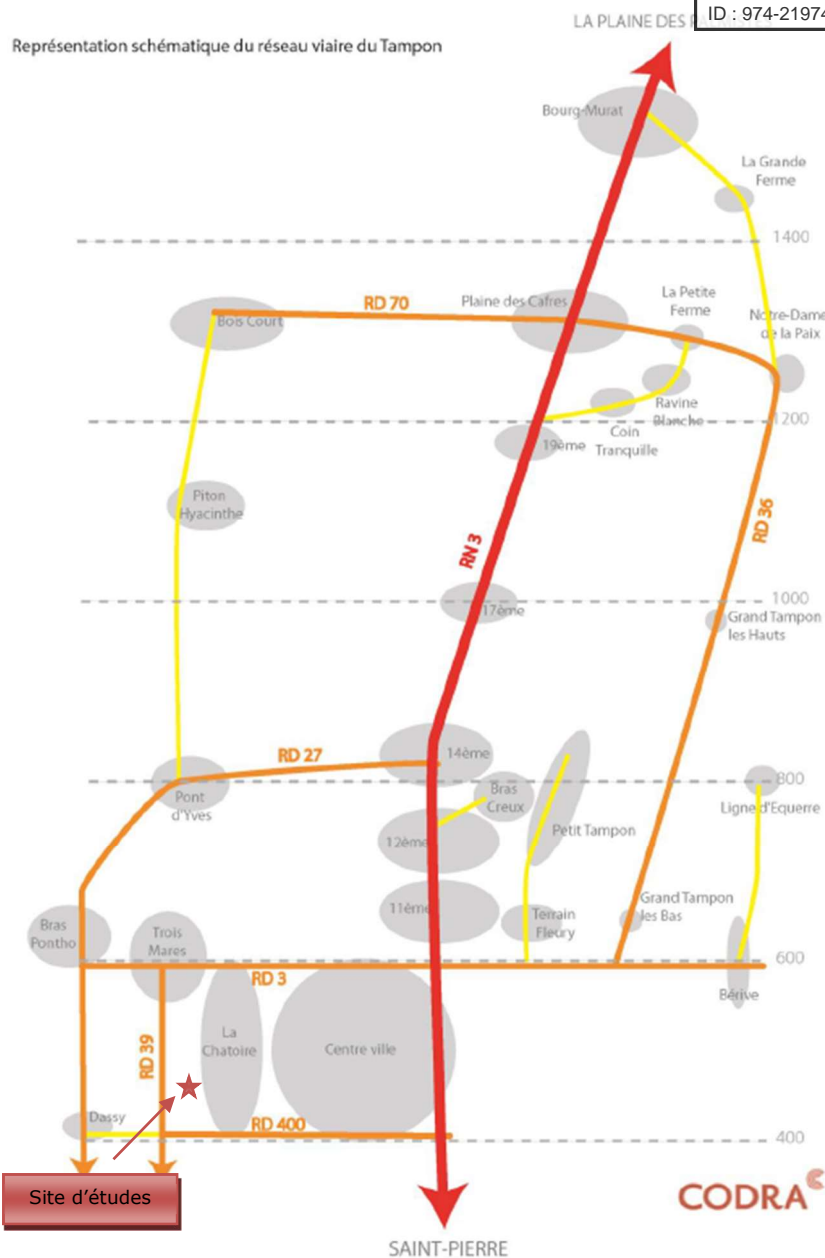 ID : 974-21974
LA PLAINE DES
Représentation schématique du réseau viaire du Tampon
Bourg-Murat
La Grande
Ferme
1400
La Petite
Ferme
Plaine des Cafres
RD 70
Notre-Dame
de la Paix
Bois Court
Ravine
Blanche
1200
Coin
Tranquille
19ème
Piton
Hyacinthe
RD 36
RN 3
1000
17ème
Grand Tampon
les Hauts
RD 27
14ème
800
Pont
d'Yves
Bras
Creux
Ligne d'Equerre
Petit Tampon
12ème
11ème
Grand Tampon
les Bas
Terrain
Fleury
Bras
Pontho
Trois
Mares
600
RD 3
Bérive
La
Chatoire
Centre ville
RD 39
Dassy
RD 400
400
Site d'études
CODRA
SAINT-PIERRE